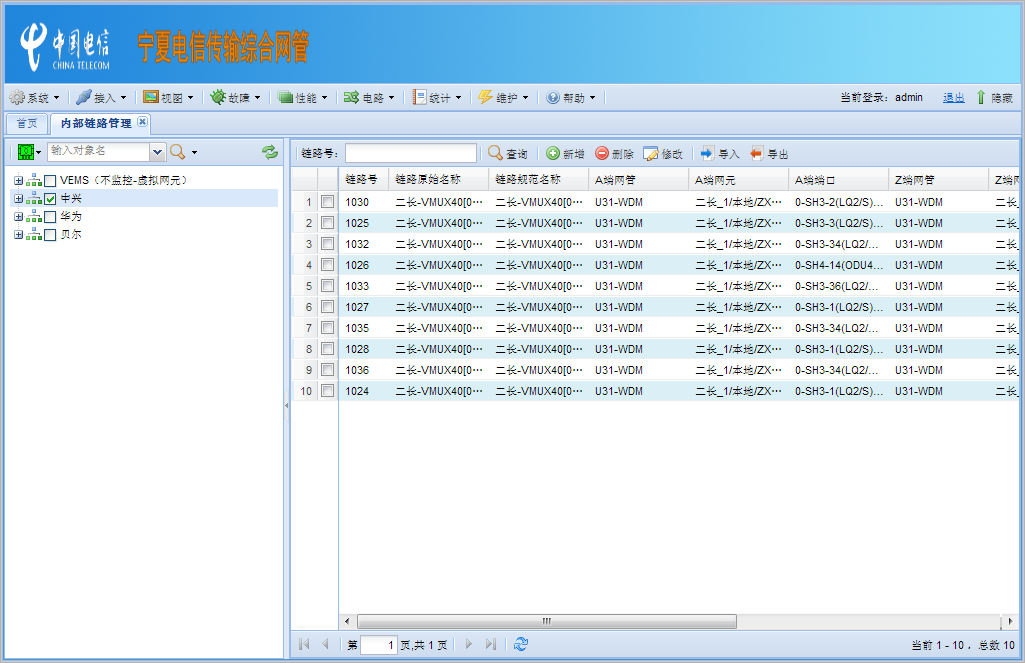 中国电信 宁夏电信传输综合网管
CHINA TELECOM
系统 接入 视图 故障 性能 电路 统计 维护 帮助 当前登录: admin 退出 隐藏
首页 内部链路管理
输入对象名 链路号: 查询 新增 删除 修改 导入 导出
VEMS（不监控-虚拟网元）
中兴
华为
贝尔
链路号 链路原始名称 链路规范名称 A端网管 A端网元 A端端口 Z端网管 Z端网
1 1030 二长-VMUX40[0··· 二长-VMUX40[0··· U31-WDM 二长_1/本地/ZX··· 0-SH3-2(LQ2/S)... U31-WDM 二长_
2 1025 二长-VMUX40[0··· 二长-VMUX40[0··· U31-WDM 二长_1/本地/ZX··· 0-SH3-3(LQ2/S)... U31-WDM 二长_
3 1032 二长-VMUX40[0··· 二长-VMUX40[0··· U31-WDM 二长_1/本地/ZX··· 0-SH3-34(LQ2/... U31-WDM 二长_
4 1026 二长-VMUX40[0··· 二长-VMUX40[0··· U31-WDM 二长_1/本地/ZX··· 0-SH4-14(ODU4... U31-WDM 二长_
5 1033 二长-VMUX40[0··· 二长-VMUX40[0··· U31-WDM 二长_1/本地/ZX··· 0-SH3-36(LQ2/... U31-WDM 二长_
6 1027 二长-VMUX40[0··· 二长-VMUX40[0··· U31-WDM 二长_1/本地/ZX··· 0-SH3-1(LQ2/S)... U31-WDM 二长_
7 1035 二长-VMUX40[0··· 二长-VMUX40[0··· U31-WDM 二长_1/本地/ZX··· 0-SH3-34(LQ2/... U31-WDM 二长_
8 1028 二长-VMUX40[0··· 二长-VMUX40[0··· U31-WDM 二长_1/本地/ZX··· 0-SH3-1(LQ2/S)... U31-WDM 二长_
9 1036 二长-VMUX40[0··· 二长-VMUX40[0··· U31-WDM 二长_1/本地/ZX··· 0-SH3-34(LQ2/... U31-WDM 二长_
10 1024 二长-VMUX40[0··· 二长-VMUX40[0··· U31-WDM 二长_1/本地/ZX··· 0-SH3-1(LQ2/S)... U31-WDM 二长_
第 1 页,共 1 页 当前 1 - 10 ，总数 10